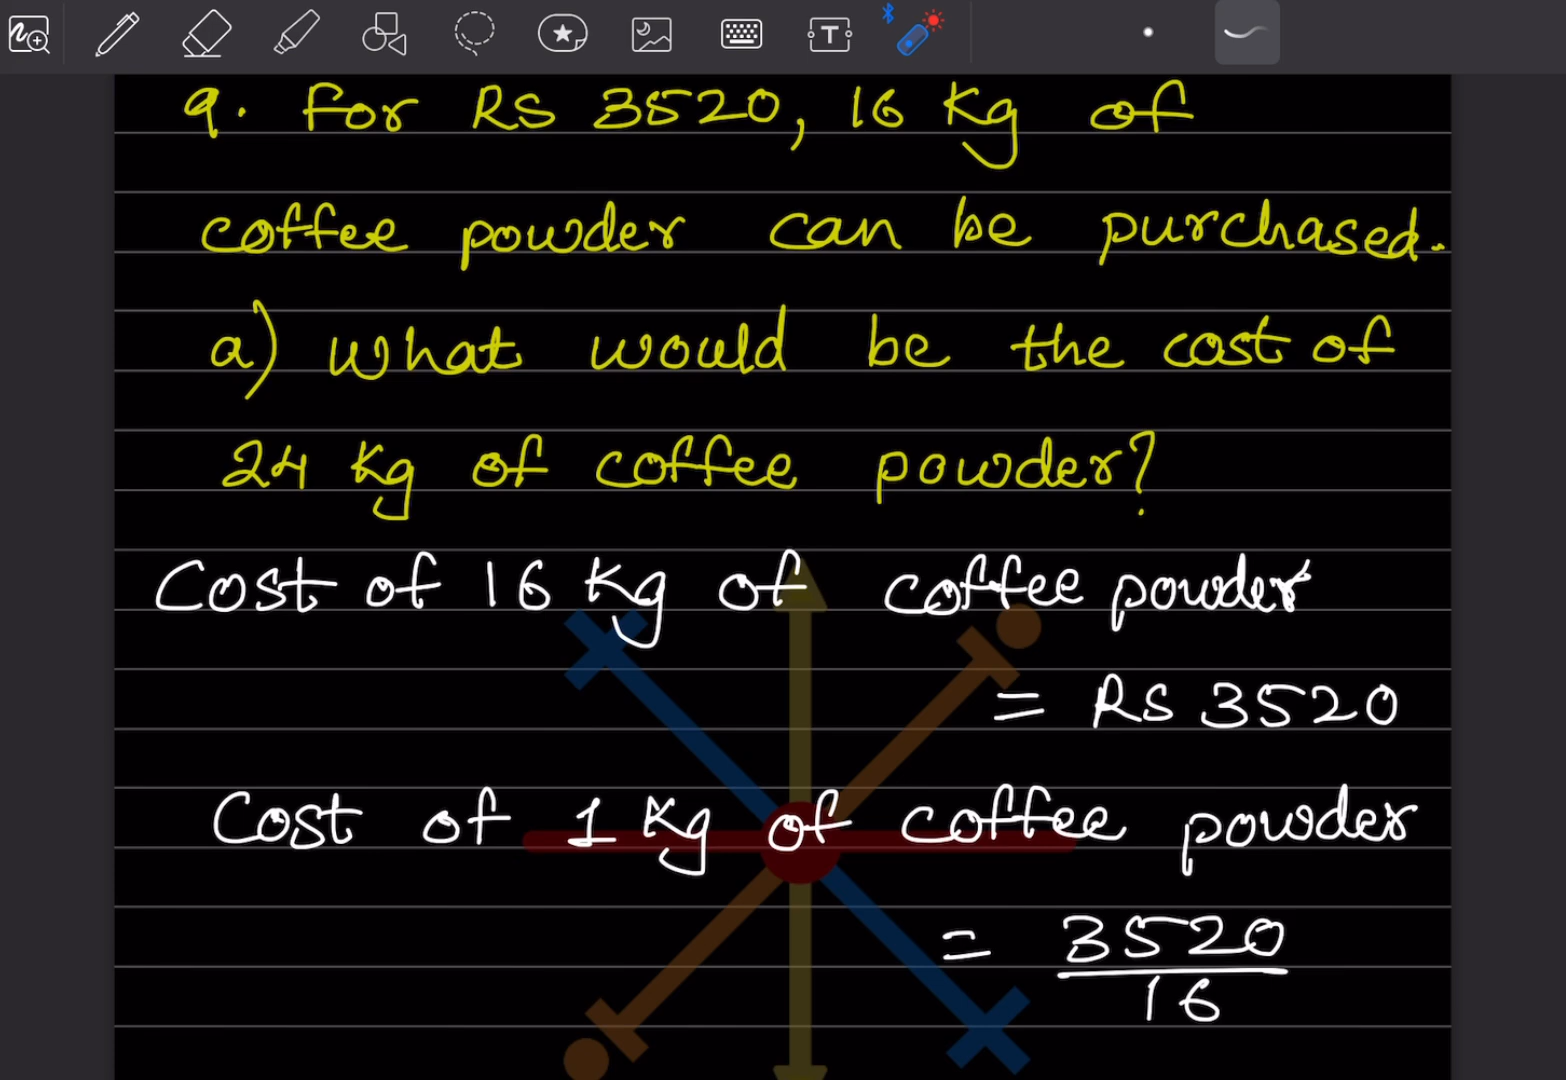 9. For RS 3520, 16 Kg of
coffee powder can be purchased.
a) what would be the cost of
24 Kg of coffee powder?
Cost of 16 Kg of coffee powder
= RS 3520
Cost of 1 Kg of coffee powder
= 3520
16